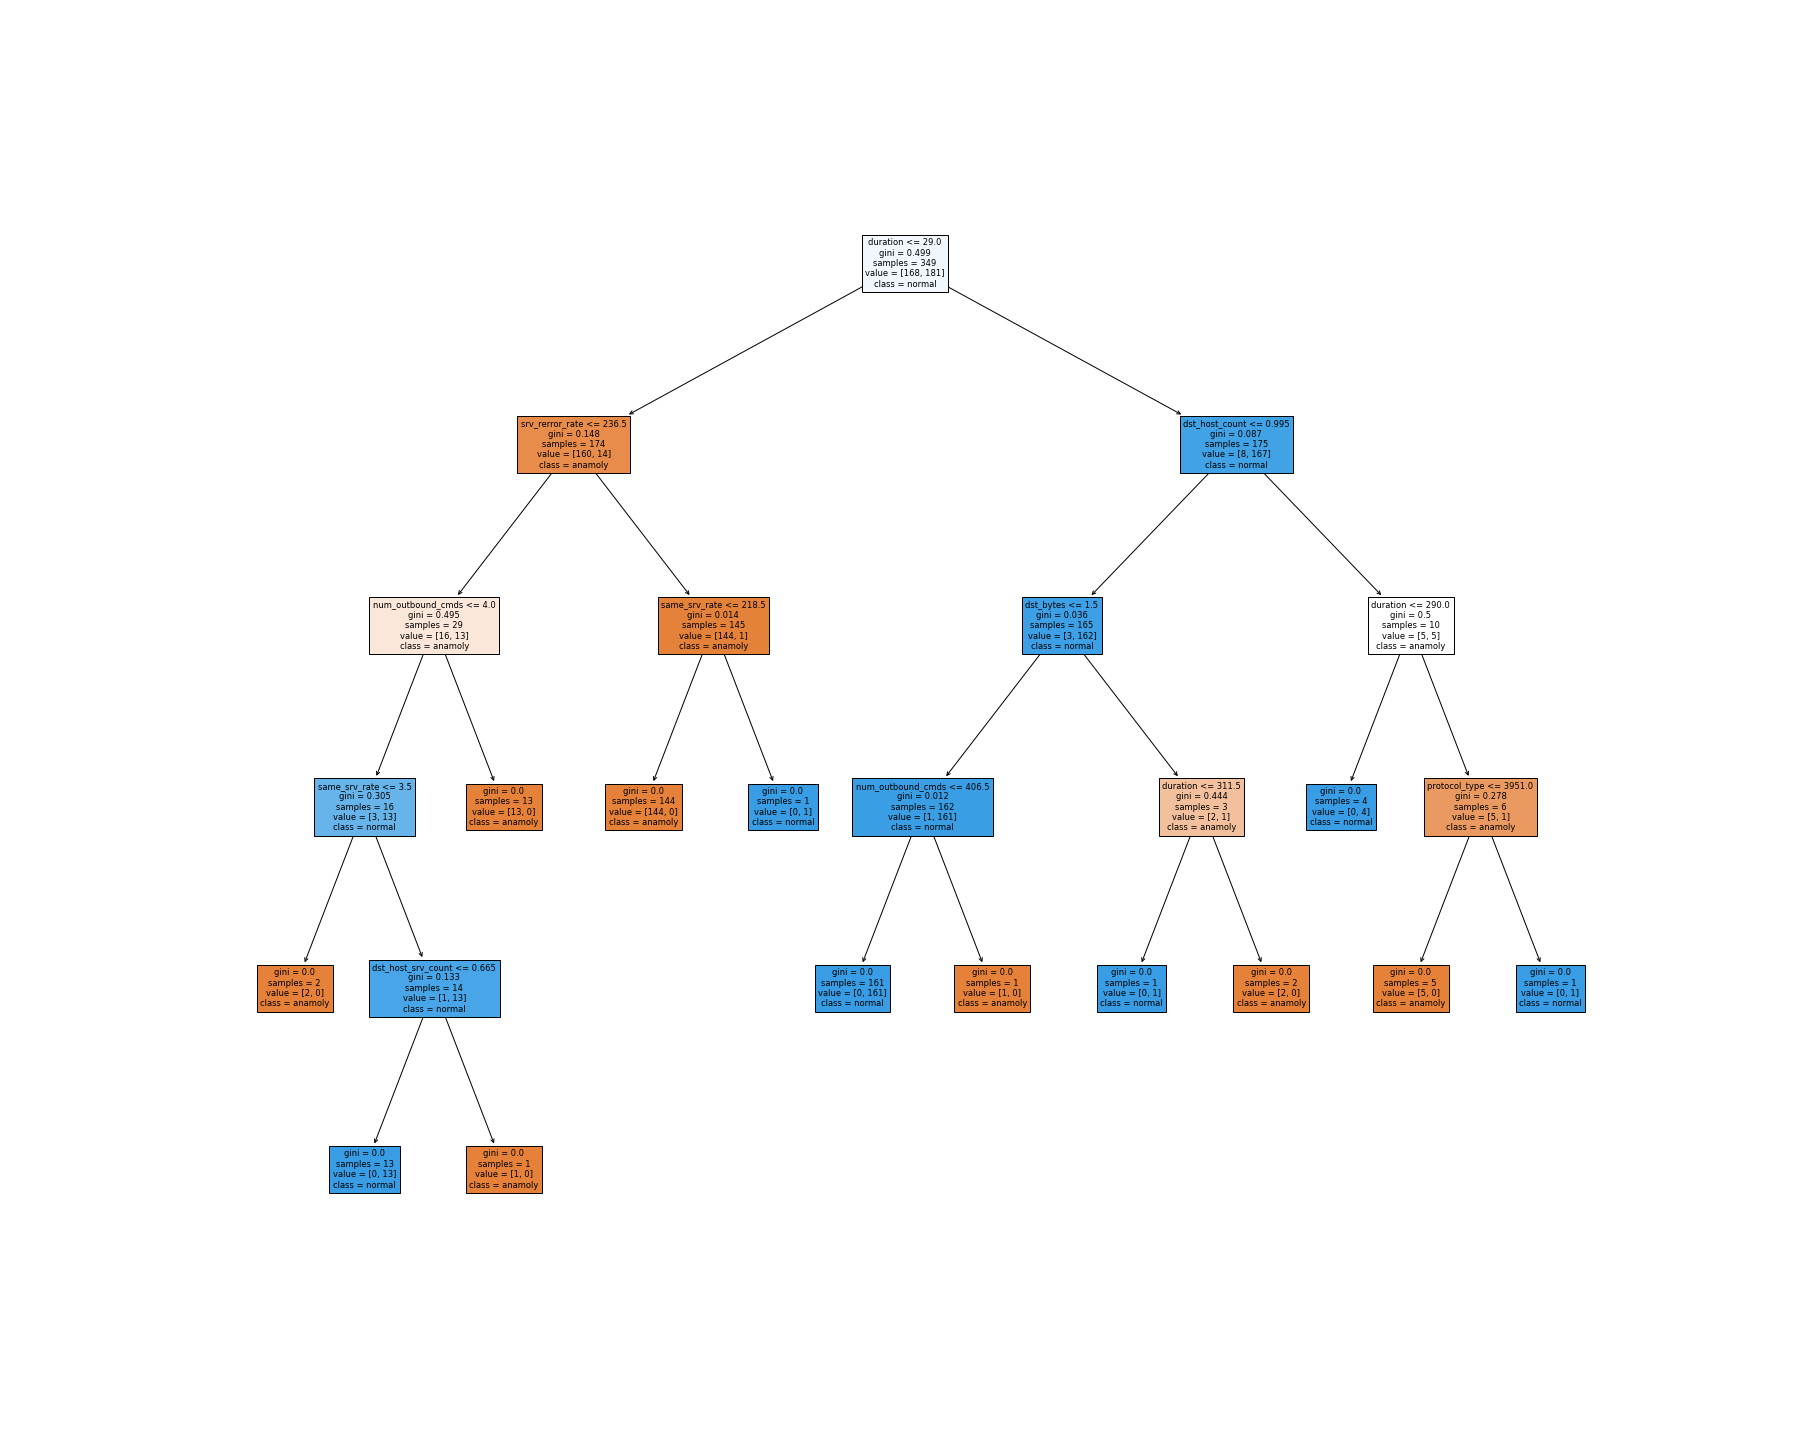 duration <= 29.0
gini = 0.499
samples = 349
value = [168, 181]
class = normal
srv_rerror_rate <= 236.5
gini = 0.148
samples = 174
value = [160, 14]
class = anamoly
dst_host_count <= 0.995
gini = 0.087
samples = 175
value = [8, 167]
class = normal
num_outbound_cmds <= 4.0
gini = 0.495
samples = 29
value = [16, 13]
class = anamoly
same_srv_rate <= 218.5
gini = 0.014
samples = 145
value = [144, 1]
class = anamoly
dst_bytes <= 1.5
gini = 0.036
samples = 165
value = [3, 162]
class = normal
duration <= 290.0
gini = 0.5
samples = 10
value = [5, 5]
class = anamoly
same_srv_rate <= 3.5
gini = 0.305
samples = 16
value = [3, 13]
class = normal
gini = 0.0
samples = 13
value = [13, 0]
class = anamoly
gini = 0.0
samples = 144
value = [144, 0]
class = anamoly
gini = 0.0
samples = 1
value = [0, 1]
class = normal
num_outbound_cmds <= 406.5
gini = 0.012
samples = 162
value = [1, 161]
class = normal
duration <= 311.5
gini = 0.444
samples = 3
value = [2, 1]
class = anamoly
gini = 0.0
samples = 4
value = [0, 4]
class = normal
protocol_type <= 3951.0
gini = 0.278
samples = 6
value = [5, 1]
class = anamoly
gini = 0.0
samples = 2
value = [2, 0]
class = anamoly
dst_host_srv_count <= 0.665
gini = 0.133
samples = 14
value = [1, 13]
class = normal
gini = 0.0
samples = 161
value = [0, 161]
class = normal
gini = 0.0
samples = 1
value = [1, 0]
class = anamoly
gini = 0.0
samples = 1
value = [0, 1]
class = normal
gini = 0.0
samples = 2
value = [2, 0]
class = anamoly
gini = 0.0
samples = 5
value = [5, 0]
class = anamoly
gini = 0.0
samples = 1
value = [0, 1]
class = normal
gini = 0.0
samples = 13
value = [0, 13]
class = normal
gini = 0.0
samples = 1
value = [1, 0]
class = anamoly